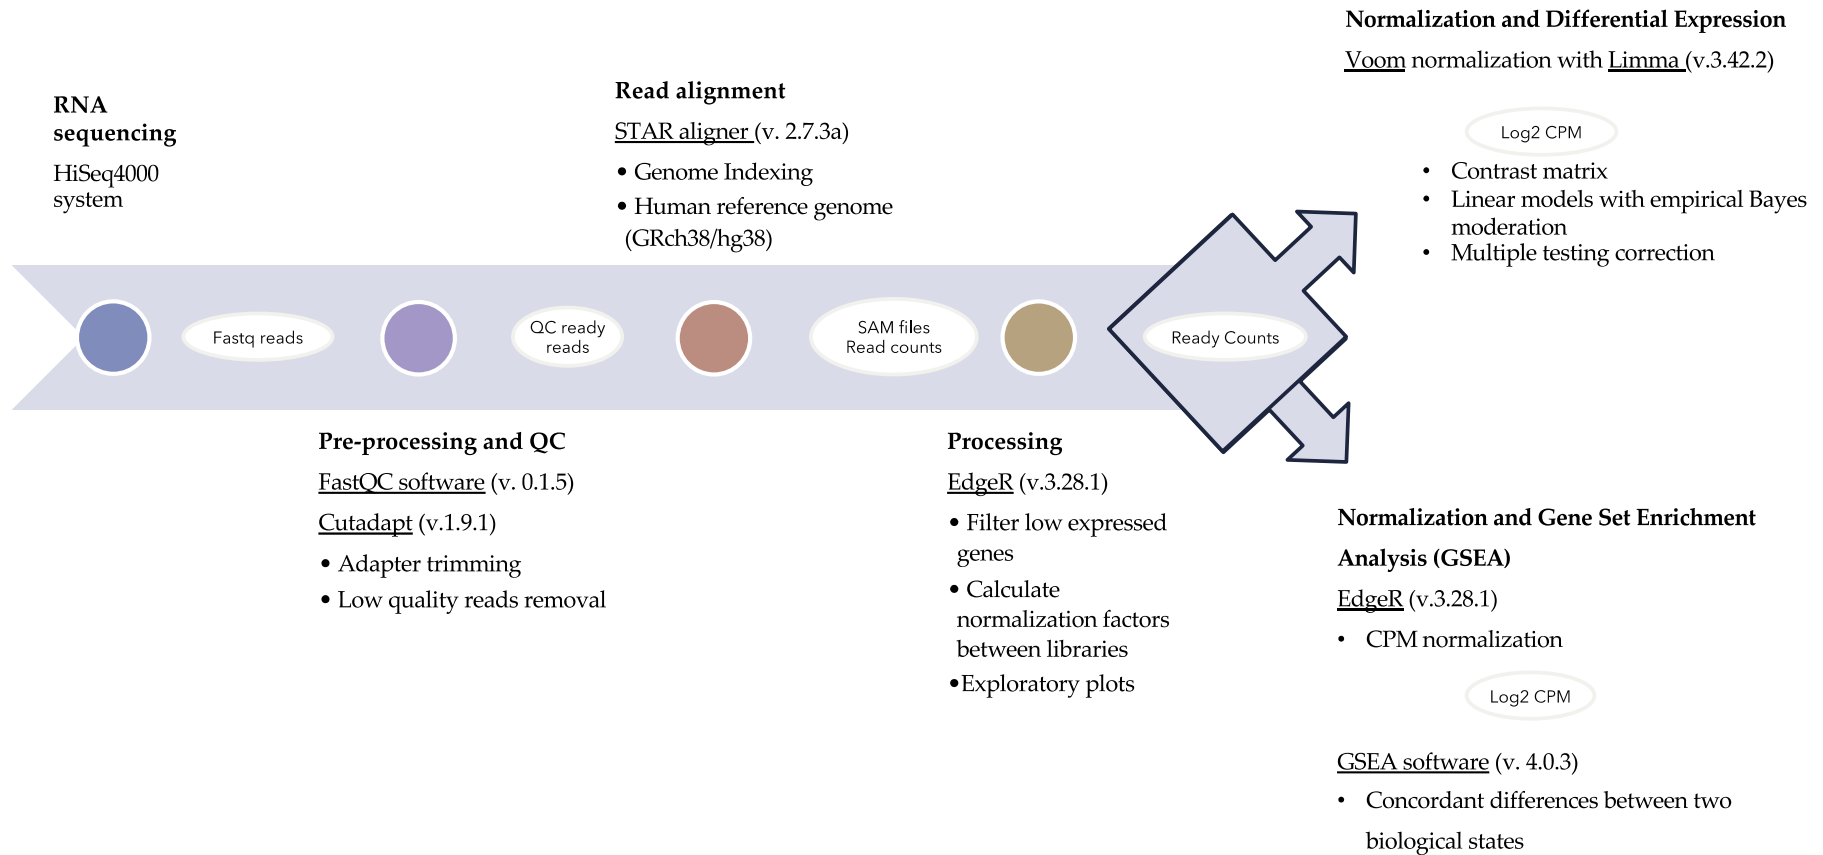 RNA
sequencing
HiSeq4000
system
Fastq reads
Pre-processing and QC
FastQC software (v. 0.1.5)
Cutadapt (v.1.9.1)
• Adapter trimming
• Low quality reads removal
QC ready
reads
Read alignment
STAR aligner (v. 2.7.3a)
• Genome Indexing
• Human reference genome
(GRch38/hg38)
SAM files
Read counts
Processing
EdgeR (v.3.28.1)
• Filter low expressed
genes
• Calculate
normalization factors
between libraries
•Exploratory plots
Ready Counts
Normalization and Differential Expression
Voom normalization with Limma (v.3.42.2)
Log2 CPM
• Contrast matrix
• Linear models with empirical Bayes
moderation
• Multiple testing correction
Normalization and Gene Set Enrichment
Analysis (GSEA)
EdgeR (v.3.28.1)
• CPM normalization
Log2 CPM
GSEA software (v. 4.0.3)
• Concordant differences between two
biological states